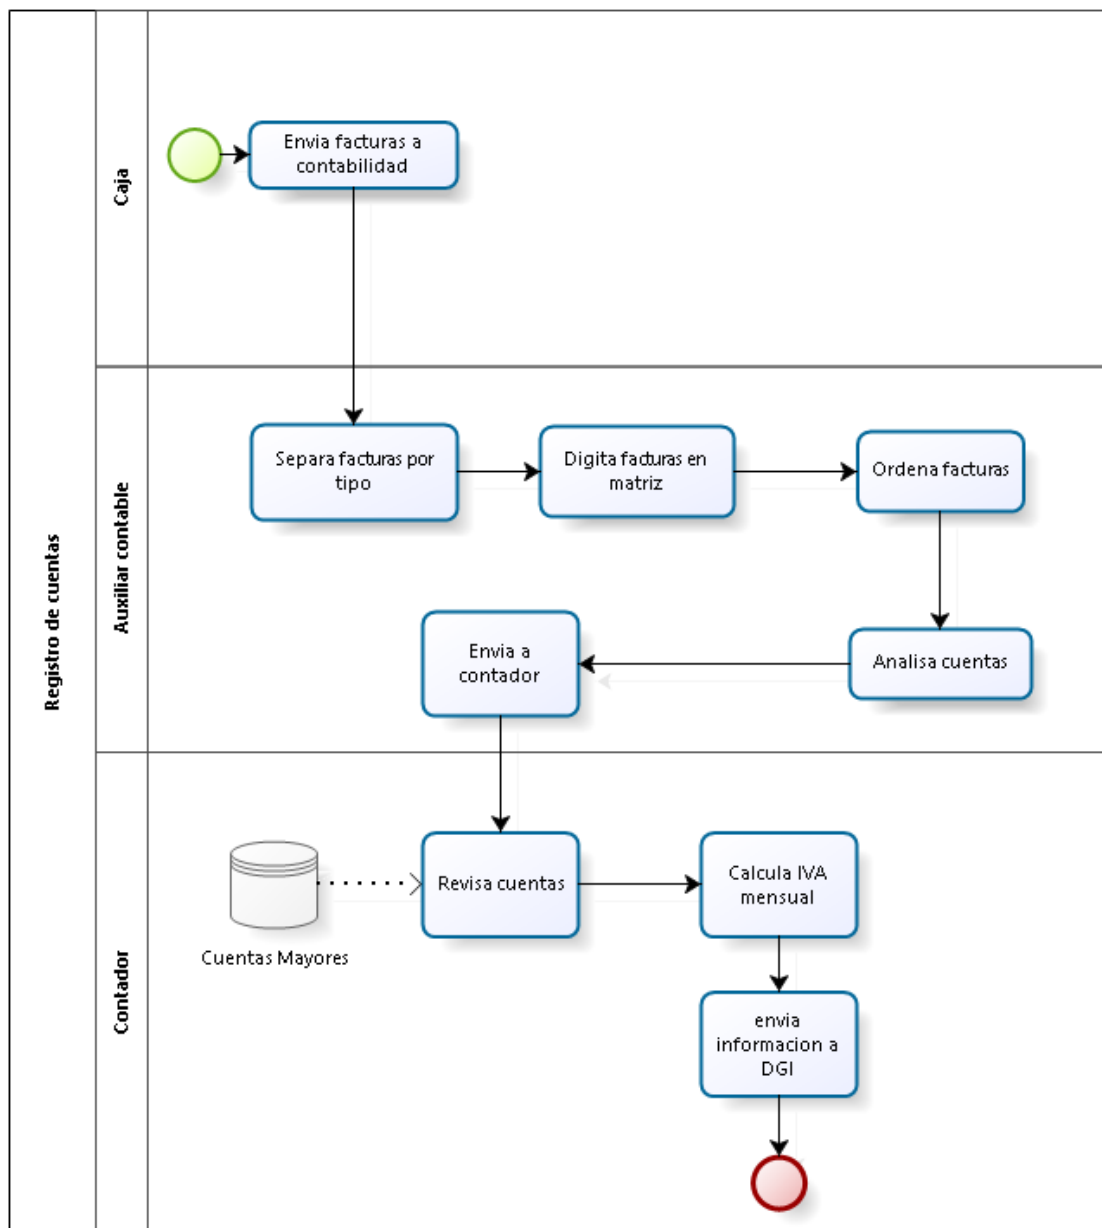 Registro de cuentas
Caja
Envia facturas a
contabilidad
Auxiliar contable
Separa facturas por
tipo
Digita facturas en
matriz
Ordena facturas
Envia a
contador
Analisa cuentas
Contador
Cuentas Mayores
Revisa cuentas
Calcula IVA
mensual
envia
informacion a
DGI